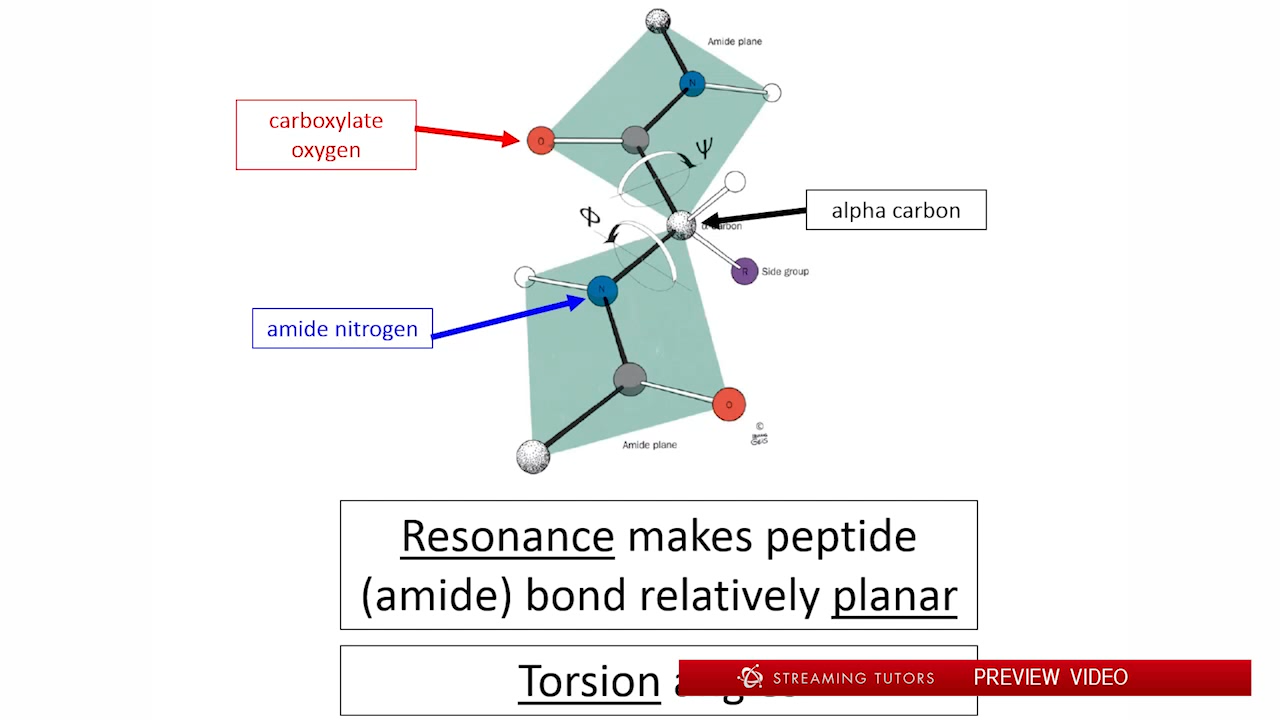 Amide plane
N
carboxylate
oxygen
O
ψ
alpha carbon
Φ
α carbon
R Side group
N
amide nitrogen
O
©
Amide plane
Resonance makes peptide
(amide) bond relatively planar
Torsion
STREAMING TUTORS PREVIEW VIDEO